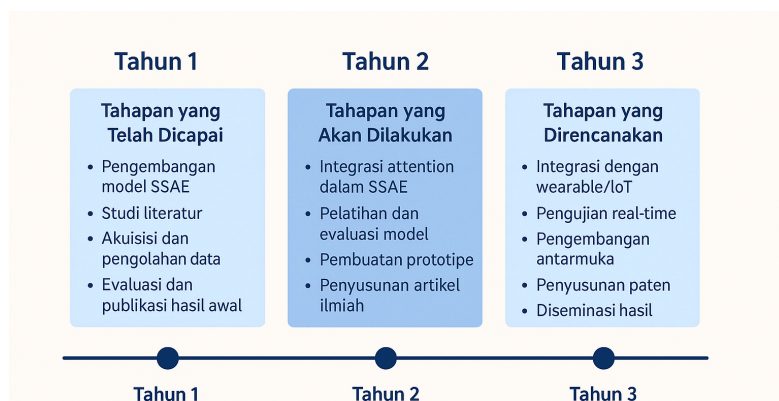 Tahun 1
Tahapan yang
Telah Dicapai
• Pengembangan
model SSAE
• Studi literatur
• Akuisisi dan
pengolahan data
• Evaluasi dan
publikasi hasil awal
Tahun 2
Tahapan yang
Akan Dilakukan
• Integrasi attention
dalam SSAE
• Pelatihan dan
evaluasi model
• Pembuatan prototipe
• Penyusunan artikel
ilmiah
Tahun 3
Tahapan yang
Direncanakan
• Integrasi dengan
wearable/IoT
• Pengujian real-time
• Pengembangan
antarmuka
• Penyusunan paten
• Diseminasi hasil
Tahun 1
Tahun 2
Tahun 3